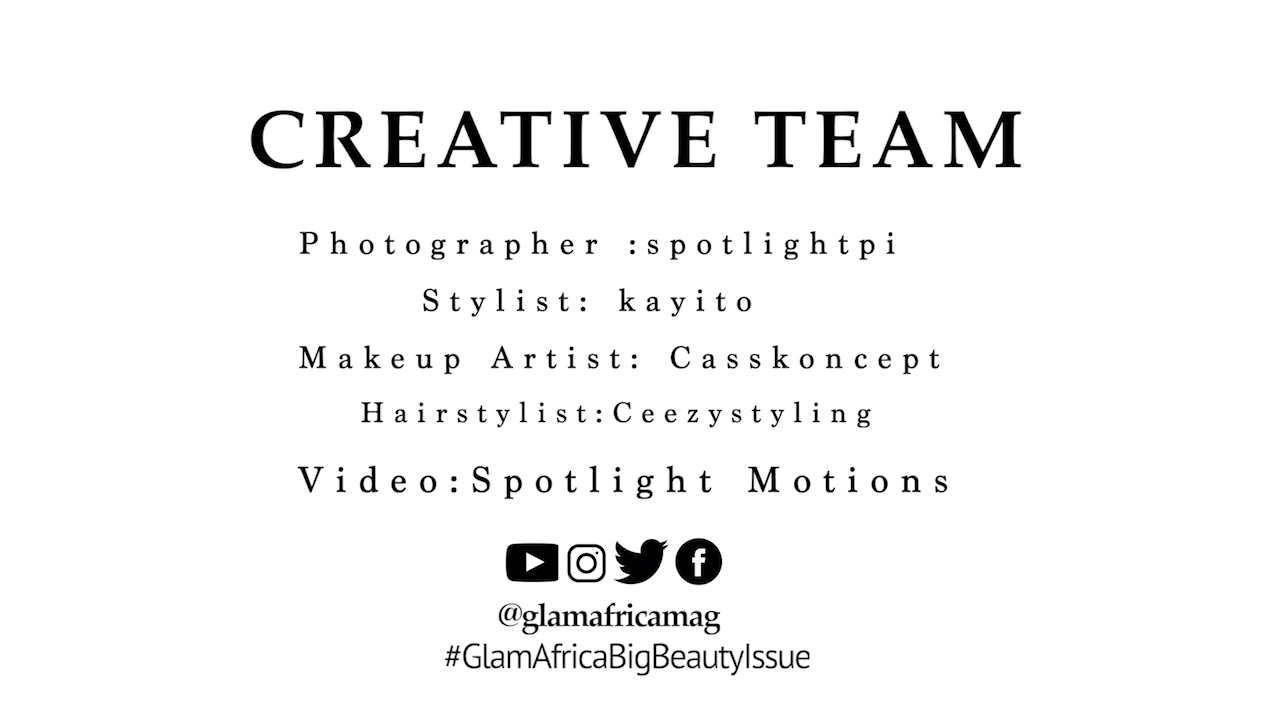 CREATIVE TEAM
Photographer :spotlightpi
Stylist: kayito
Makeup Artist: Casskoncept
Hairstylist:Ceezystyling
Video:Spotlight Motions
@glamafricamag
#GlamAfricaBigBeautyIssue